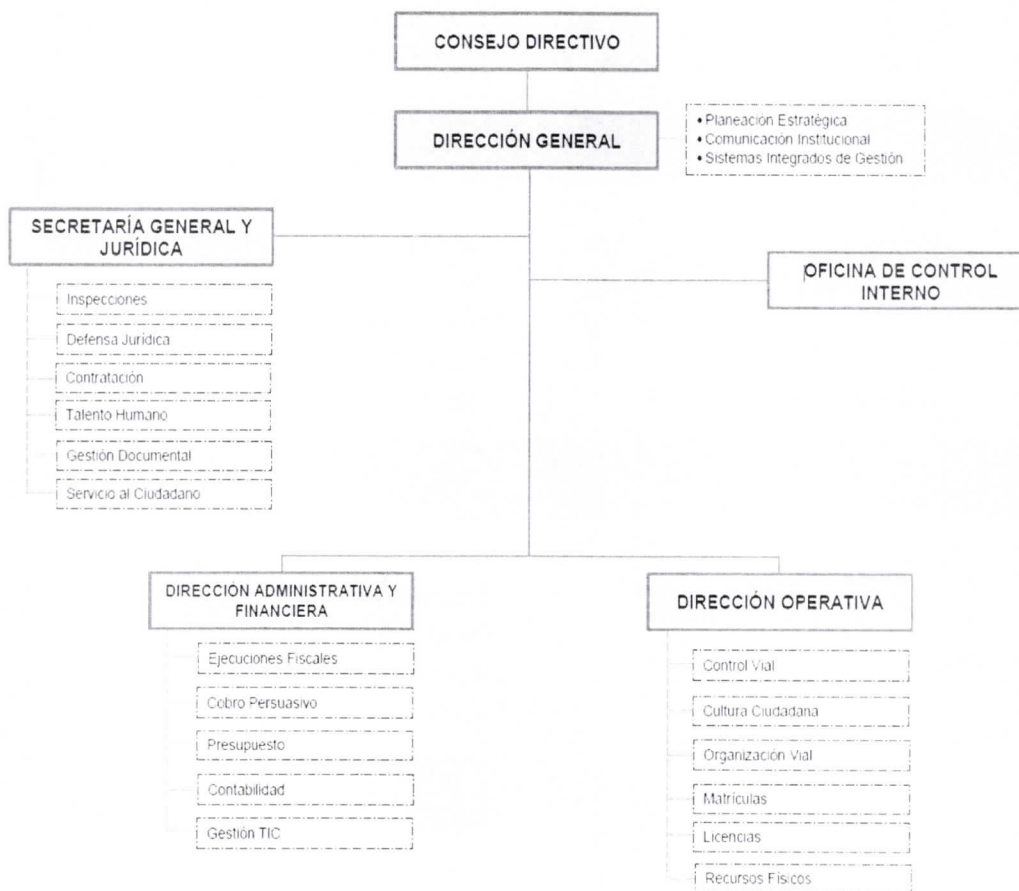 CONSEJO DIRECTIVO
DIRECCIÓN GENERAL
• Planeación Estratégica
• Comunicación Institucional
• Sistemas Integrados de Gestión
SECRETARÍA GENERAL Y
JURÍDICA
OFICINA DE CONTROL
INTERNO
Inspecciones
Defensa Jurídica
Contratación
Talento Humano
Gestión Documental
Servicio al Ciudadano
DIRECCIÓN ADMINISTRATIVA Y
FINANCIERA
Ejecuciones Fiscales
Cobro Persuasivo
Presupuesto
Contabilidad
Gestión TIC
DIRECCIÓN OPERATIVA
Control Vial
Cultura Ciudadana
Organización Vial
Matrículas
Licencias
Recursos Físicos